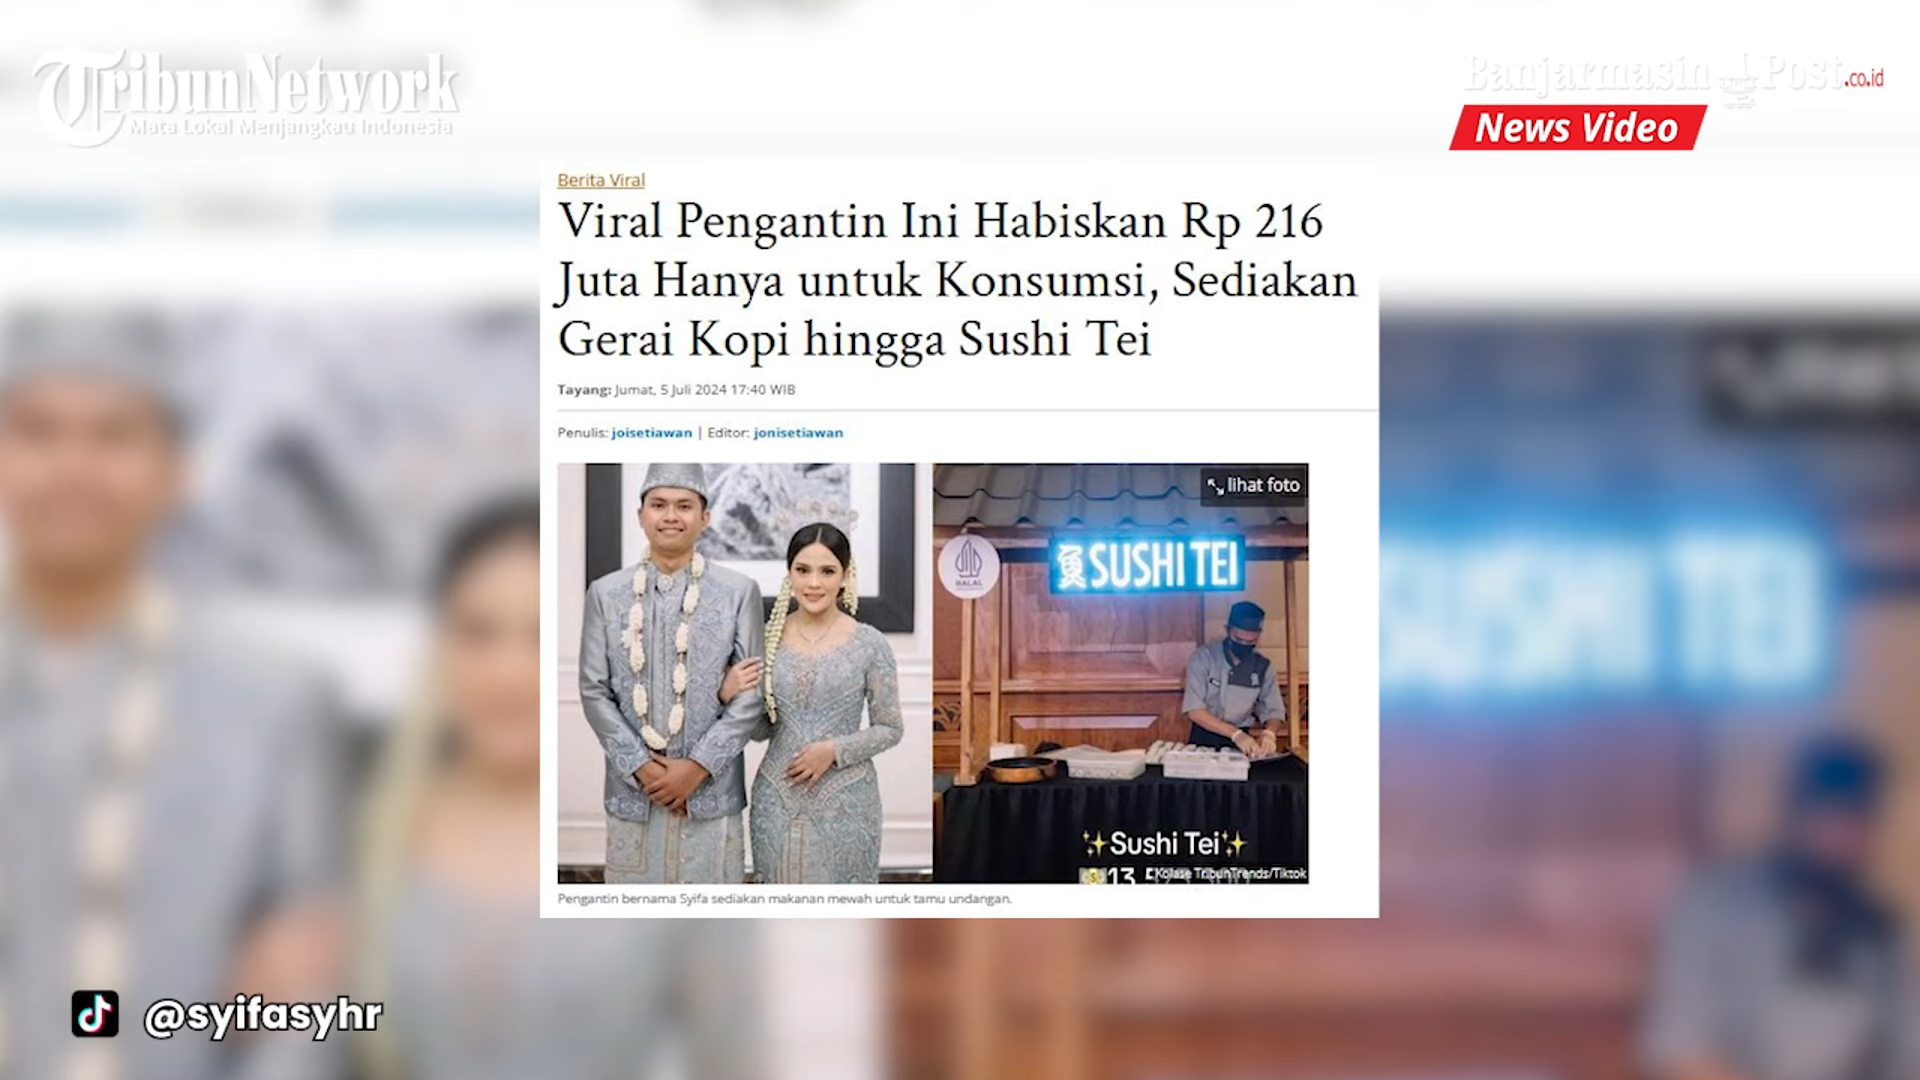 TribunNetwork
Mata Lokal Menjangkau Indonesia
Banjarmasin Post.co.id
News Video
Berita Viral
Viral Pengantin Ini Habiskan Rp 216
Juta Hanya untuk Konsumsi, Sediakan
Gerai Kopi hingga Sushi Tei
Tayang: Jumat, 5 Juli 2024 17:40 WIB
Penulis: joisetiawan | Editor: jonisetiawan
lihat foto
HALAL
SUSHI TEI
✨Sushi Tei✨
13
Kolase TribunTrends/Tiktok
Pengantin bernama Syifa sediakan makanan mewah untuk tamu undangan.
@syifasyhr